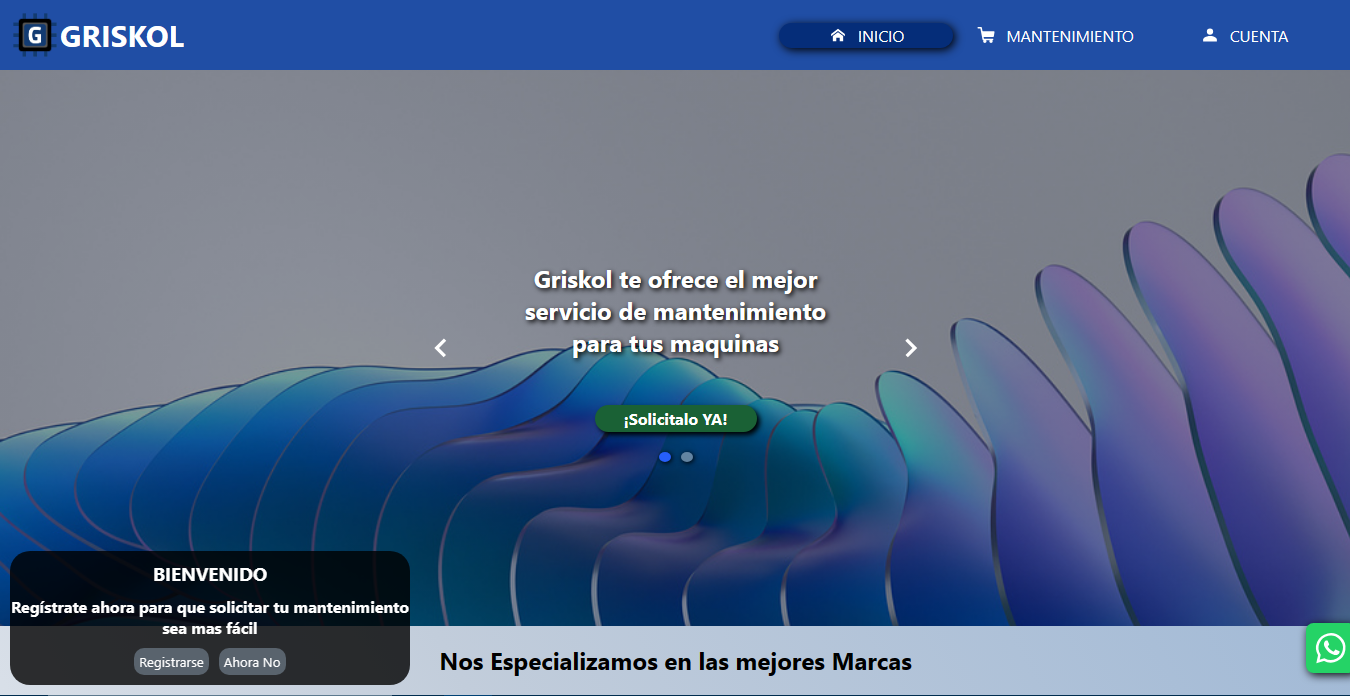 G GRISKOL
INICIO
MANTENIMIENTO
CUENTA
Griskol te ofrece el mejor
servicio de mantenimiento
para tus maquinas
¡Solicitalo YA!
BIENVENIDO
Regístrate ahora para que solicitar tu mantenimiento
sea mas fácil
Registrarse
Ahora No
Nos Especializamos en las mejores Marcas